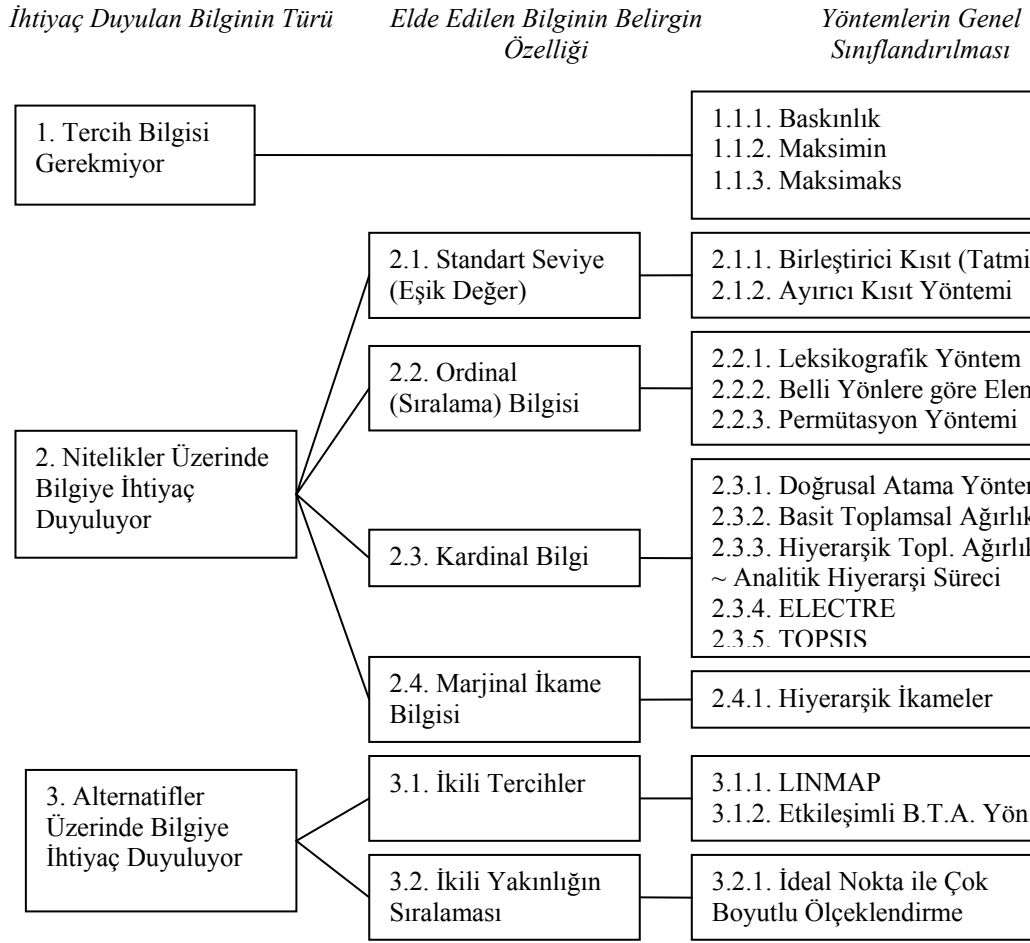 İhtiyaç Duyulan Bilginin Türü
Elde Edilen Bilginin Belirgin
Özelliği
Yöntemlerin Genel
Sınıflandırılması
1. Tercih Bilgisi
Gerekmiyor
1.1.1. Baskınlık
1.1.2. Maksimin
1.1.3. Maksimaks
2. Nitelikler Üzerinde
Bilgiye İhtiyaç
Duyuluyor
2.1. Standart Seviye
(Eşik Değer)
2.1.1. Birleştirici Kısıt
2.1.2. Ayırıcı Kısıt Yöntemi
2.2. Ordinal
(Sıralama) Bilgisi
2.2.1. Leksikografik Yöntem
2.2.2. Belli Yönlere göre
2.2.3. Permütasyon Yöntemi
2.3. Kardinal Bilgi
2.3.1. Doğrusal Atama
2.3.2. Basit Toplamsal
2.3.3. Hiyerarşik Topl.
~ Analitik Hiyerarşi Süreci
2.3.4. ELECTRE
2.3.5. TOPSIS
2.4. Marjinal İkame
Bilgisi
2.4.1. Hiyerarşik İkameler
3. Alternatifler
Üzerinde Bilgiye
İhtiyaç Duyuluyor
3.1. İkili Tercihler
3.1.1. LINMAP
3.1.2. Etkileşimli B.T.A.
3.2. İkili Yakınlığın
Sıralaması
3.2.1. İdeal Nokta ile Çok
Boyutlu Ölçeklendirme